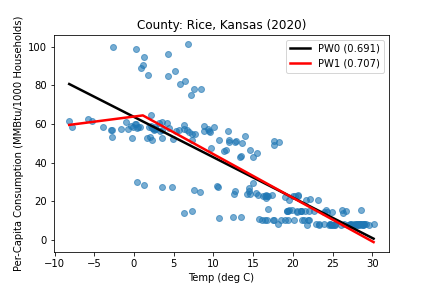 County: Rice, Kansas (2020)
Per-Capita Consumption (MMBtu/1000 Households)
100
80
60
40
20
0
PW0 (0.691)
PW1 (0.707)
−10 −5 0 5 10 15 20 25 30
Temp (deg C)